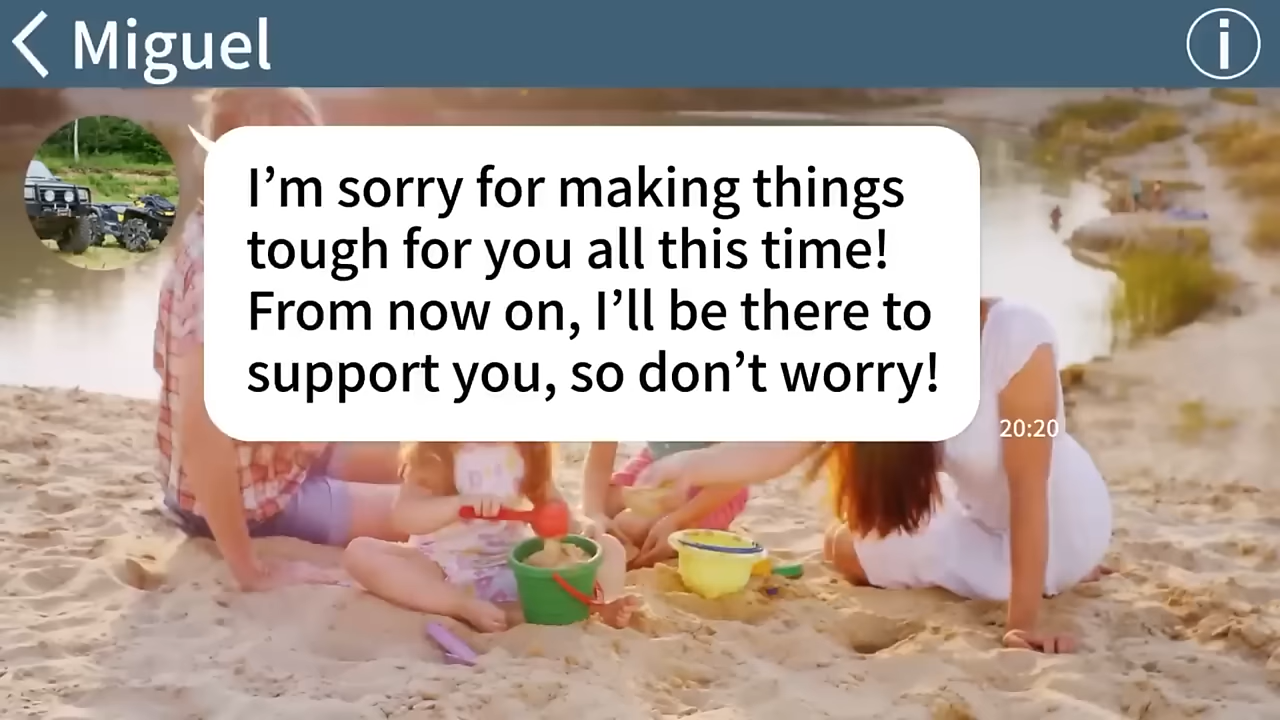 Miguel
I’m sorry for making things
tough for you all this time!
From now on, I’ll be there to
support you, so don’t worry!
20:20